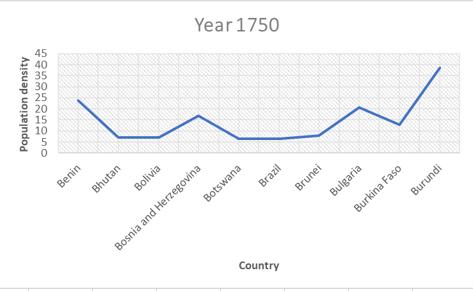 Year 1750
Population density
45
40
35
30
25
20
15
10
5
0
Benin
Bhutan
Bolivia
Bosnia and Herzegovina
Botswana
Brazil
Brunei
Bulgaria
Burkina Faso
Burundi
Country